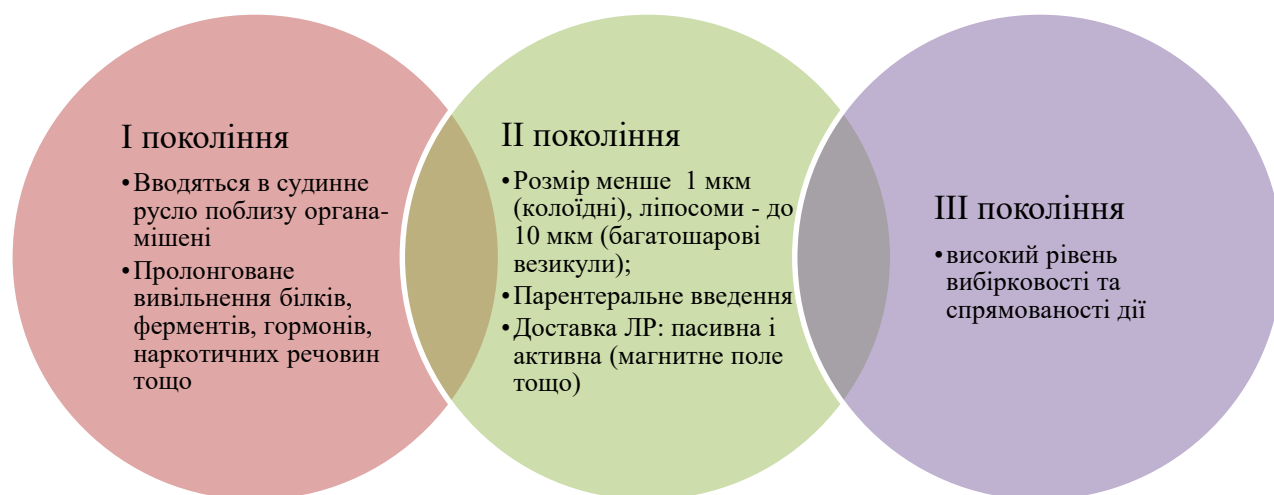 I покоління
•Вводяться в судинне
русло поблизу органа-
мішені
•Пролонговане
вивільнення білків,
ферментів, гормонів,
наркотичних речовин
тощо
II покоління
•Розмір менше 1 мкм
(колоїдні), ліпосоми - до
10 мкм (багатошарові
везикули);
•Парентеральне введення
•Доставка ЛР: пасивна і
активна (магнитне поле
тощо)
III покоління
•високий рівень
вибірковості та
спрямованості дії